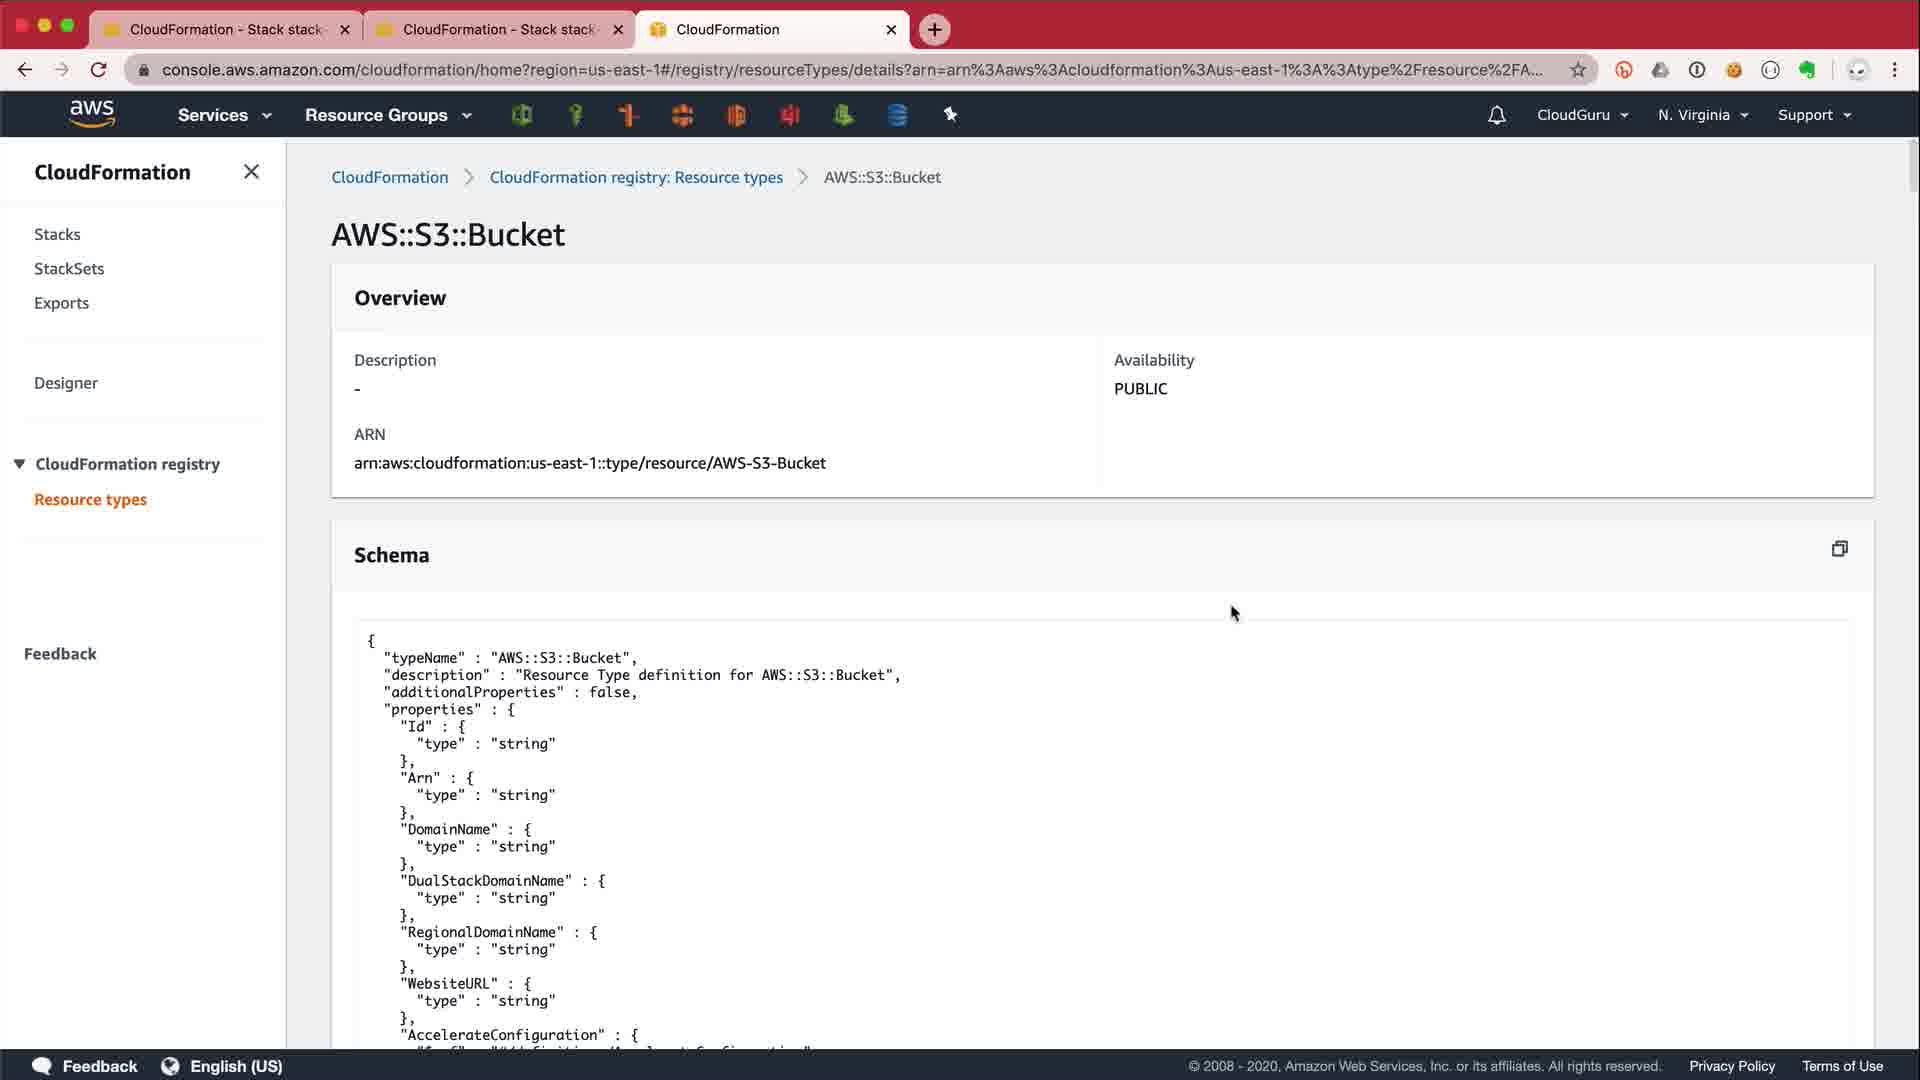 CloudFormation - Stack stack-
CloudFormation - Stack stack-
CloudFormation
console.aws.amazon.com/cloudformation/home?region=us-east-1#/registry/resourceTypes/details?arn=arn%3Aaws%3Acloudformation%3Aus-east-1%3A%3Atype%2Fresource%2FA...
aws
Services
Resource Groups
CloudGuru
N. Virginia
Support
CloudFormation
Stacks
StackSets
Exports
Designer
CloudFormation registry
Resource types
Feedback
CloudFormation
CloudFormation registry: Resource types
AWS::S3::Bucket
AWS::S3::Bucket
Overview
Description
-
Availability
PUBLIC
ARN
arn:aws:cloudformation:us-east-1::type/resource/AWS-S3-Bucket
Schema
{
"typeName" : "AWS::S3::Bucket",
"description" : "Resource Type definition for AWS::S3::Bucket",
"additionalProperties" : false,
"properties" : {
"Id" : {
"type" : "string"
},
"Arn" : {
"type" : "string"
},
"DomainName" : {
"type" : "string"
},
"DualStackDomainName" : {
"type" : "string"
},
"RegionalDomainName" : {
"type" : "string"
},
"WebsiteURL" : {
"type" : "string"
},
"AccelerateConfiguration" : {
Feedback
English (US)
© 2008 - 2020, Amazon Web Services, Inc. or its affiliates. All rights reserved.
Privacy Policy
Terms of Use